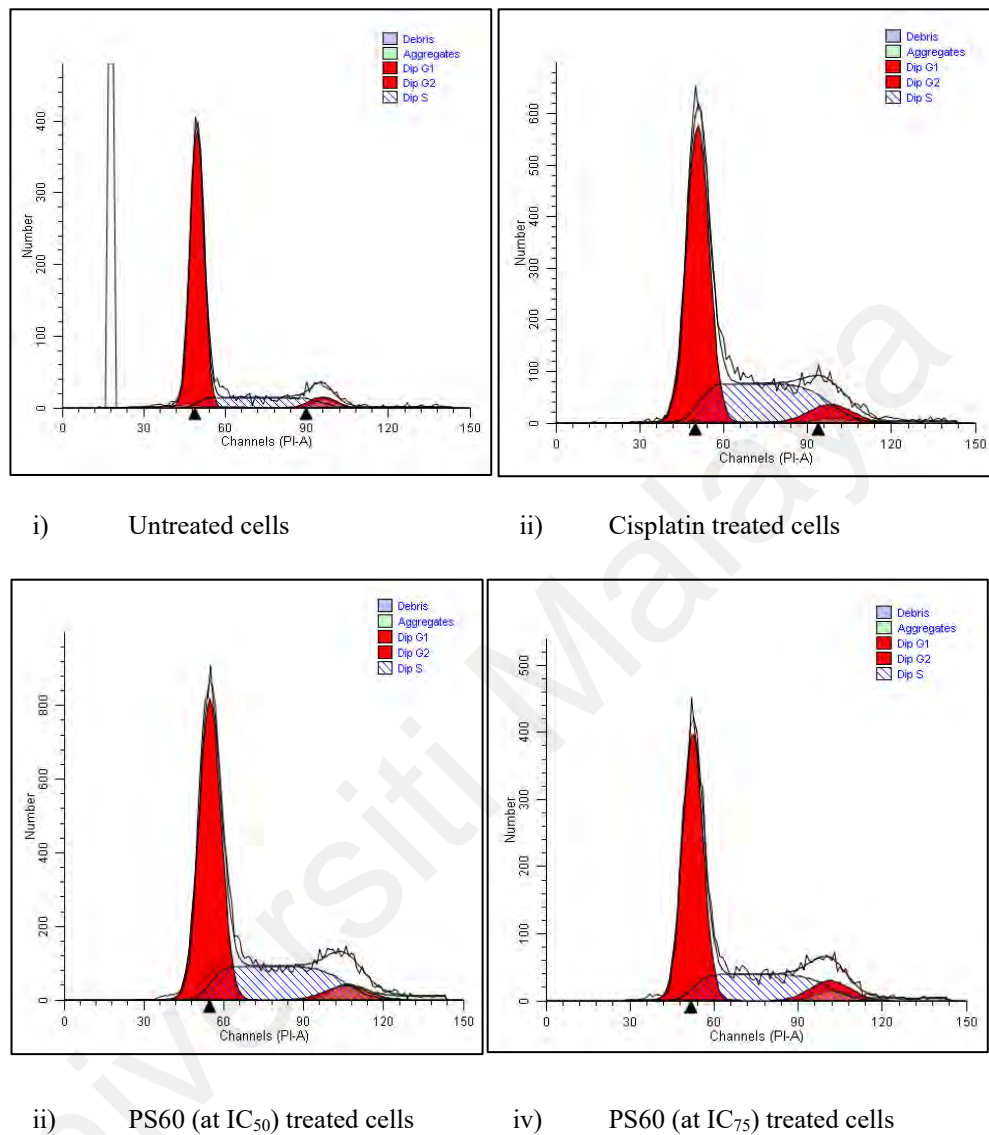 Debris
Aggregates
Dip G1
Dip G2
Dip S
Number
0 100 200 300 400
0 30 60 90 120 150
Channels (PI-A)
i) Untreated cells
Debris
Aggregates
Dip G1
Dip G2
Dip S
Number
0 100 200 300 400 500 600
0 30 60 90 120 150
Channels (PI-A)
ii) Cisplatin treated cells
Debris
Aggregates
Dip G1
Dip G2
Dip S
Number
0 200 400 600 800
0 30 60 90 120 150
Channels (PI-A)
ii) PS60 (at IC50) treated cells
Debris
Aggregates
Dip G1
Dip G2
Dip S
Number
0 100 200 300 400 500
0 30 60 90 120 150
Channels (PI-A)
iv) PS60 (at IC75) treated cells
versiti Malaya